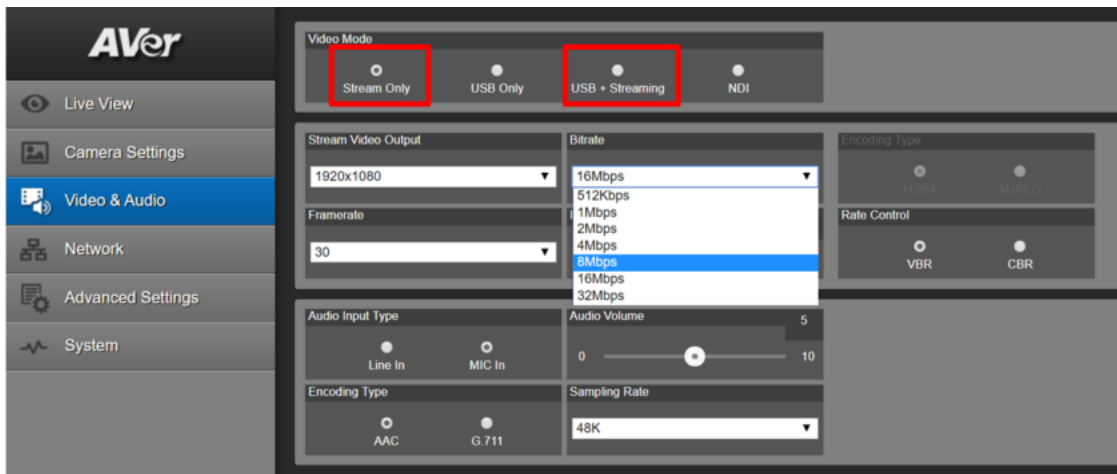 AVer
Live View
Camera Settings
Video & Audio
Network
Advanced Settings
System
Video Mode
Stream Only
USB Only
USB + Streaming
NDI
Stream Video Output
Bitrate
Encoding Type
1920x1080
16Mbps
H.264
MJPEG
512Kbps
1Mbps
2Mbps
4Mbps
8Mbps
16Mbps
32Mbps
Framerate
Rate Control
30
VBR
CBR
Audio Input Type
Audio Volume
5
Line In
MIC In
0
10
Encoding Type
Sampling Rate
AAC
G.711
48K